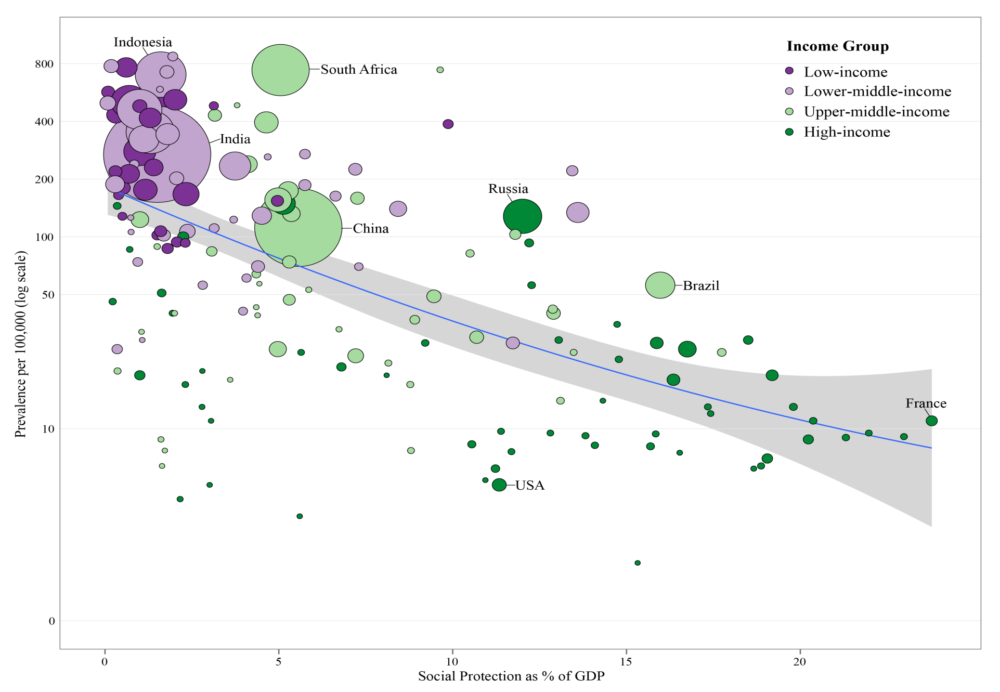 Indonesia
South Africa
India
Russia
China
Brazil
France
USA
Income Group
Low-income
Lower-middle-income
Upper-middle-income
High-income
Prevalence per 100,000 (log scale)
800
400
200
100
50
10
0
0
5
10
15
20
Social Protection as % of GDP